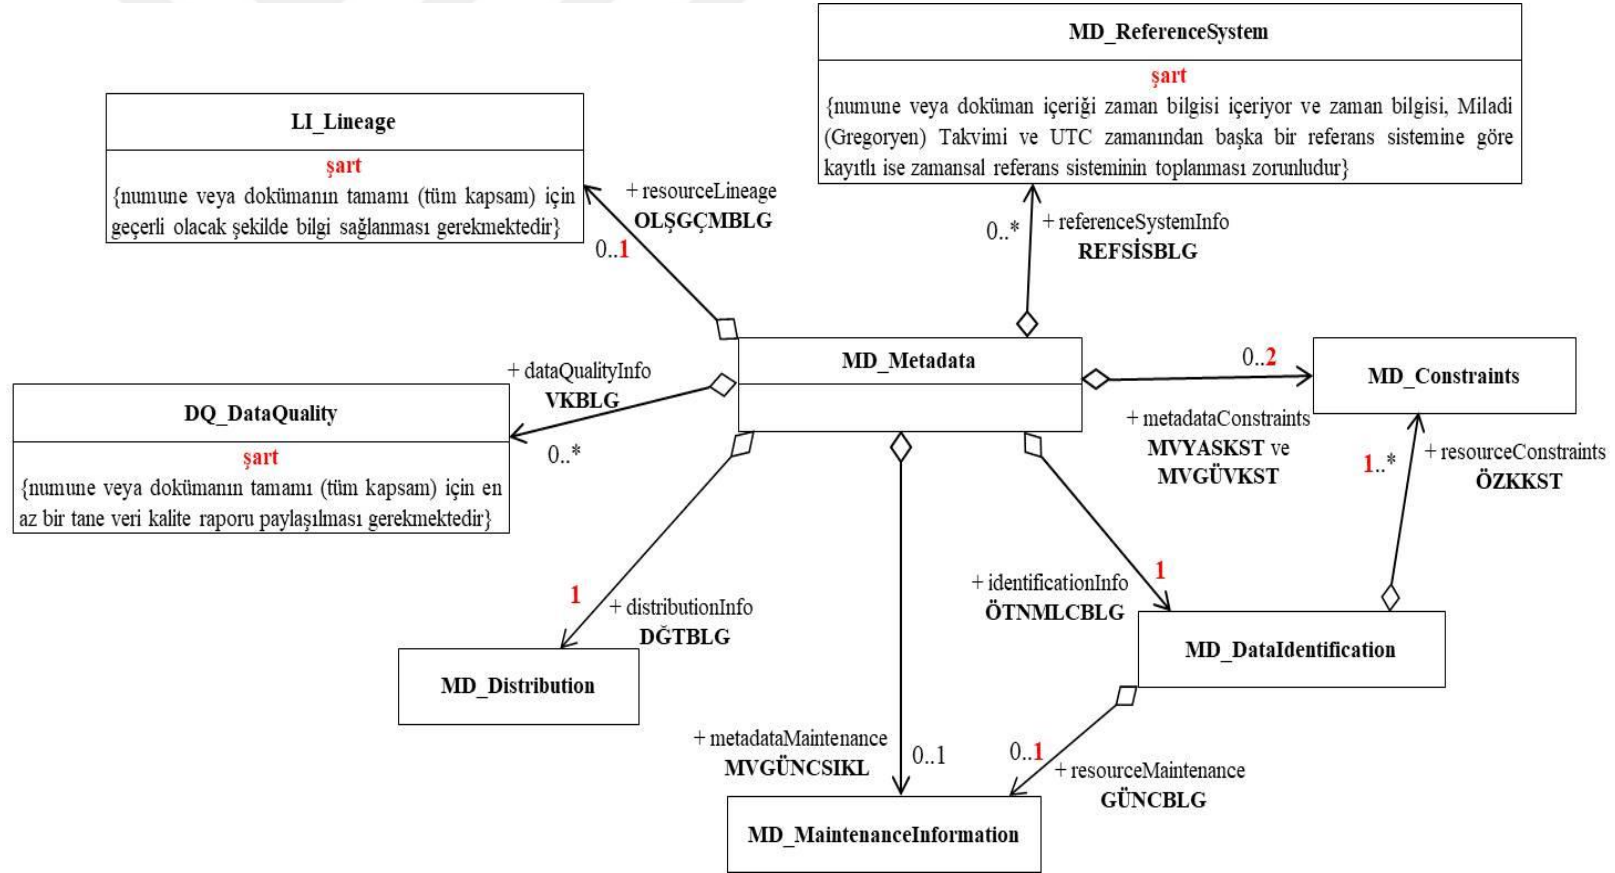 MD_ReferenceSystem
şart
{numune veya doküman içeriği zaman bilgisi içeriyor ve zaman bilgisi, Miladi
(Gregoryen) Takvimi ve UTC zamanından başka bir referans sistemine göre
kayıtlı ise zamansal referans sisteminin toplanması zorunludur}
LI_Lineage
şart
{numune veya dokümanın tamamı (tüm kapsam) için
geçerli olacak şekilde bilgi sağlanması gerekmektedir}
+ resourceLineage
OLŞGÇMBLG
0..1
0..*
+ referenceSystemInfo
REFSİSBLG
MD_Metadata
0..2
MD_Constraints
+ metadataConstraints
MVYASKST ve
MVGÜVKST
+ dataQualityInfo
VKBLG
0..*
DQ_DataQuality
şart
{numune veya dokümanın tamamı (tüm kapsam) için en
az bir tane veri kalite raporu paylaşılması gerekmektedir}
1..*
+ resourceConstraints
ÖZKKST
1
+ distributionInfo
DĞTBLG
MD_Distribution
+ identificationInfo
ÖTNMLCBLG
1
MD_DataIdentification
+ metadataMaintenance
MVGÜNCSIKL
0..1
0..1
+ resourceMaintenance
GÜNCBLG
MD_MaintenanceInformation